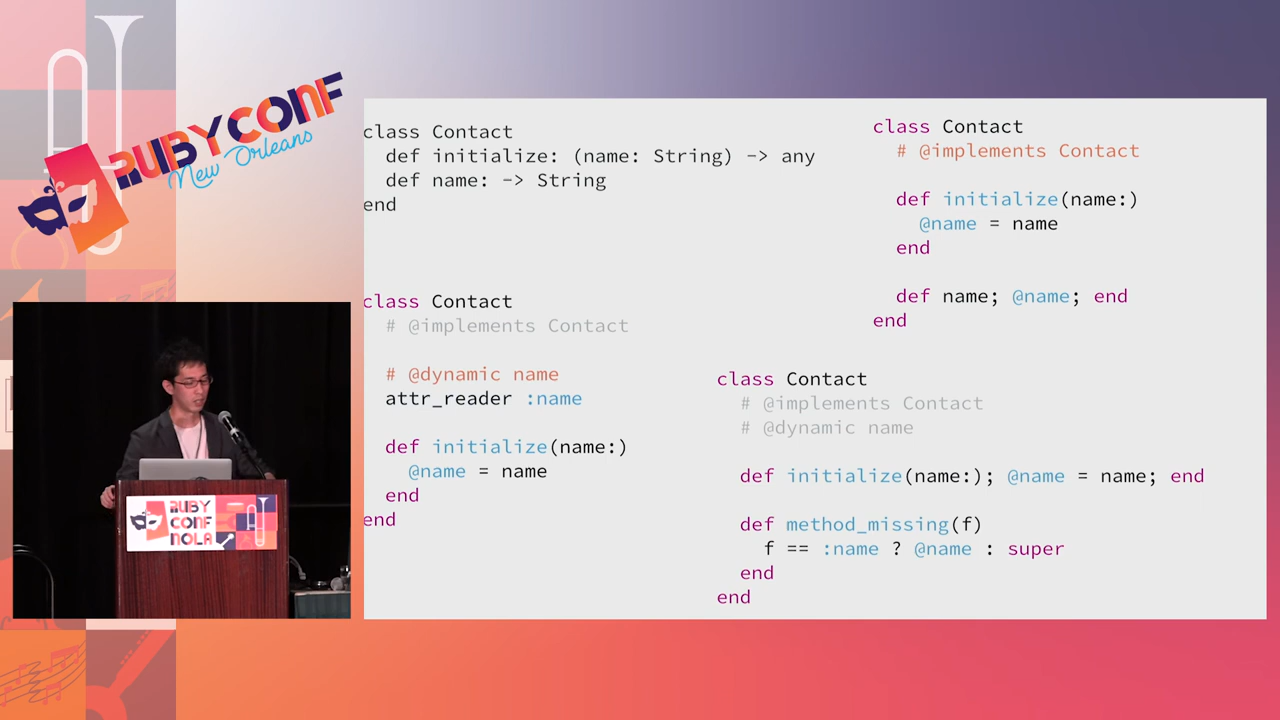 RUBYCONF
New Orleans
class Contact
  def initialize: (name: String) -> any
  def name: -> String
end
class Contact
  # @implements Contact
  # @dynamic name
  attr_reader :name
  def initialize(name:)
    @name = name
  end
end
class Contact
  # @implements Contact
  def initialize(name:)
    @name = name
  end
  def name; @name; end
end
class Contact
  # @implements Contact
  # @dynamic name
  def initialize(name:); @name = name; end
  def method_missing(f)
    f == :name ? @name : super
  end
end
RUBY
CONF
NOLA